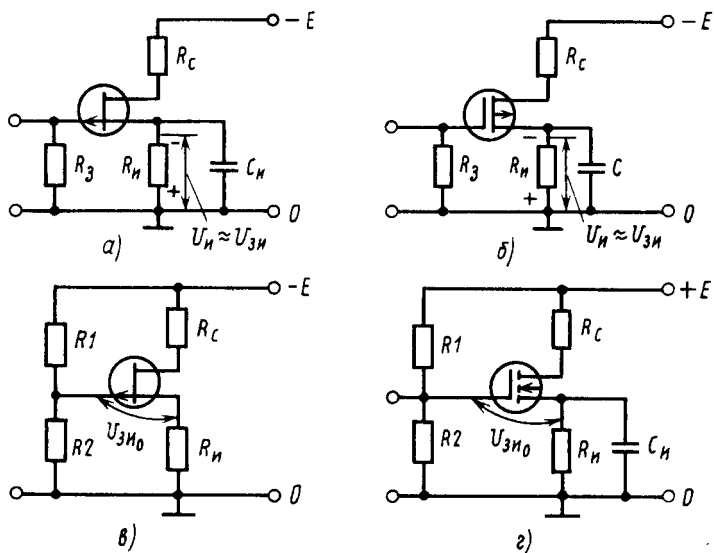 – E
R_c
R_З
R_и
–
+
C_и
0
U_и ≈ U_зи
а)
– E
R_c
R_З
R_и
–
+
C
0
U_и ≈ U_зи
б)
– E
R1
R_c
R2
U_зи₀
R_и
0
в)
+ E
R1
R_c
R2
U_зи₀
R_и
C_и
0
г)